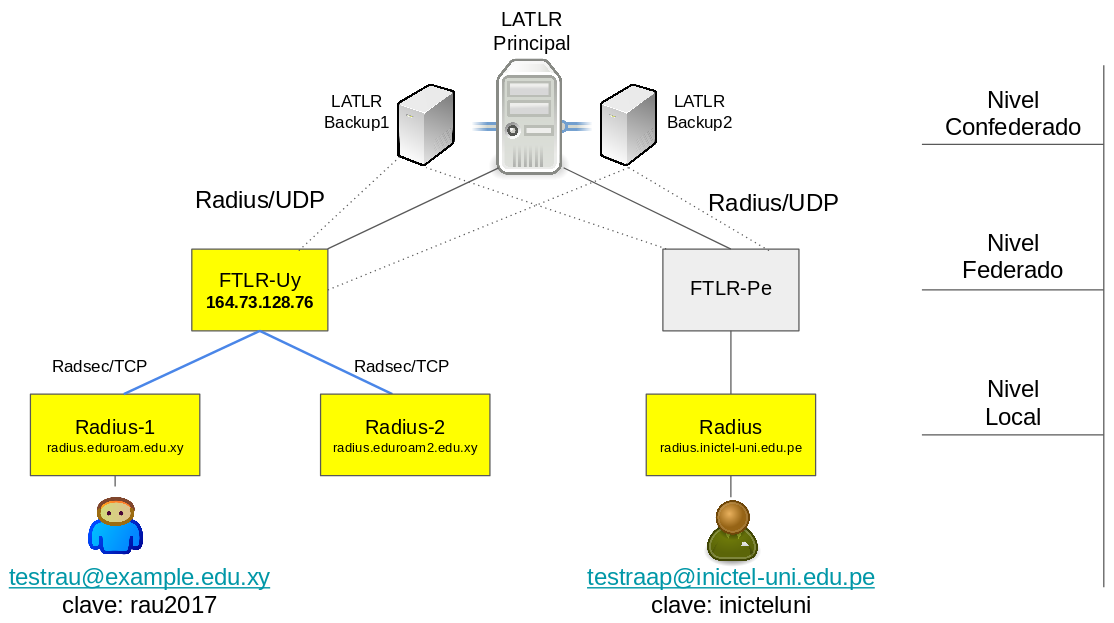 LATLR
Principal
LATLR
Backup1
LATLR
Backup2
Nivel
Confederado
Radius/UDP
Radius/UDP
FTLR-Uy
164.73.128.76
FTLR-Pe
Nivel
Federado
Radsec/TCP
Radsec/TCP
Radius-1
radius.eduroam.edu.xy
Radius-2
radius.eduroam2.edu.xy
Radius
radius.inictel-uni.edu.pe
Nivel
Local
testrau@example.edu.xy
clave: rau2017
testraap@inictel-uni.edu.pe
clave: inicteluni